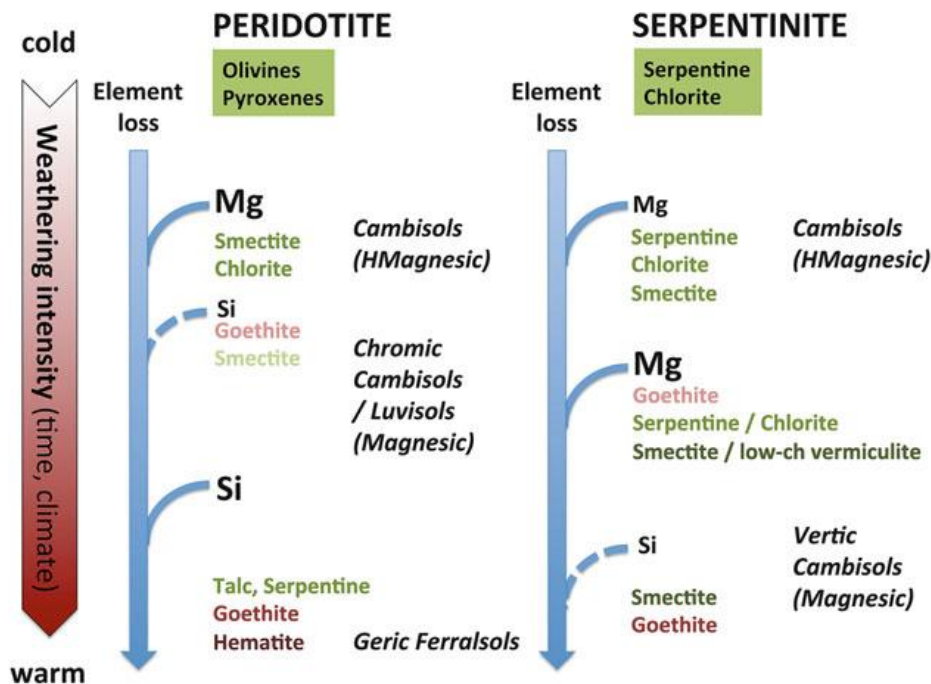 cold
Weathering intensity (time, climate)
warm
PERIDOTITE
Olivines
Pyroxenes
Element
loss
Mg
Smectite
Chlorite
Cambisols
(HMagnesic)
Si
Goethite
Smectite
Chromic
Cambisols
/ Luvisols
(Magnesic)
Si
Talc, Serpentine
Goethite
Hematite
Geric Ferralsols
SERPENTINITE
Serpentine
Chlorite
Element
loss
Mg
Serpentine
Chlorite
Smectite
Cambisols
(HMagnesic)
Mg
Goethite
Serpentine / Chlorite
Smectite / low-ch vermiculite
Si
Smectite
Goethite
Vertic
Cambisols
(Magnesic)